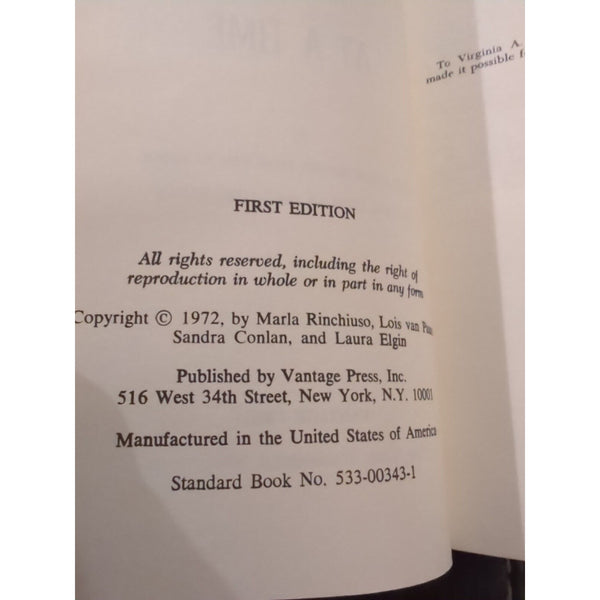 FIRST EDITION
All rights reserved, including the right of
reproduction in whole or in part in any form
Copyright © 1972, by Marla Rinchiuso, Lois van
Sandra Conlan, and Laura Elgin
Published by Vantage Press, Inc.
516 West 34th Street, New York, N.Y. 10001
Manufactured in the United States of America
Standard Book No. 533-00343-1
To Virginia A.
made it possible f